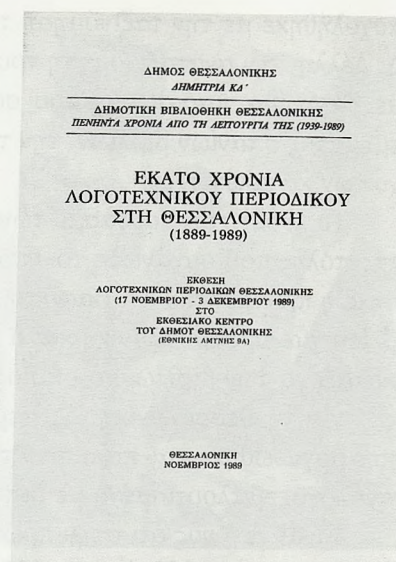 ΔΗΜΟΣ ΘΕΣΣΑΛΟΝΙΚΗΣ
ΔΗΜΗΤΡΙΑ ΚΔ΄
ΔΗΜΟΤΙΚΗ ΒΙΒΛΙΟΘΗΚΗ ΘΕΣΣΑΛΟΝΙΚΗΣ
ΠΕΝΗΝΤΑ ΧΡΟΝΙΑ ΑΠΟ ΤΗ ΛΕΙΤΟΥΡΓΙΑ ΤΗΣ (1939-1989)
ΕΚΑΤΟ ΧΡΟΝΙΑ
ΛΟΓΟΤΕΧΝΙΚΟΥ ΠΕΡΙΟΔΙΚΟΥ
ΣΤΗ ΘΕΣΣΑΛΟΝΙΚΗ
(1889-1989)
ΕΚΘΕΣΗ
ΛΟΓΟΤΕΧΝΙΚΩΝ ΠΕΡΙΟΔΙΚΩΝ ΘΕΣΣΑΛΟΝΙΚΗΣ
(17 ΝΟΕΜΒΡΙΟΥ - 3 ΔΕΚΕΜΒΡΙΟΥ 1989)
ΣΤΟ
ΕΚΘΕΣΙΑΚΟ ΚΕΝΤΡΟ
ΤΟΥ ΔΗΜΟΥ ΘΕΣΣΑΛΟΝΙΚΗΣ
(ΕΘΝΙΚΗΣ ΑΜΥΝΗΣ 9Α)
ΘΕΣΣΑΛΟΝΙΚΗ
ΝΟΕΜΒΡΙΟΣ 1989